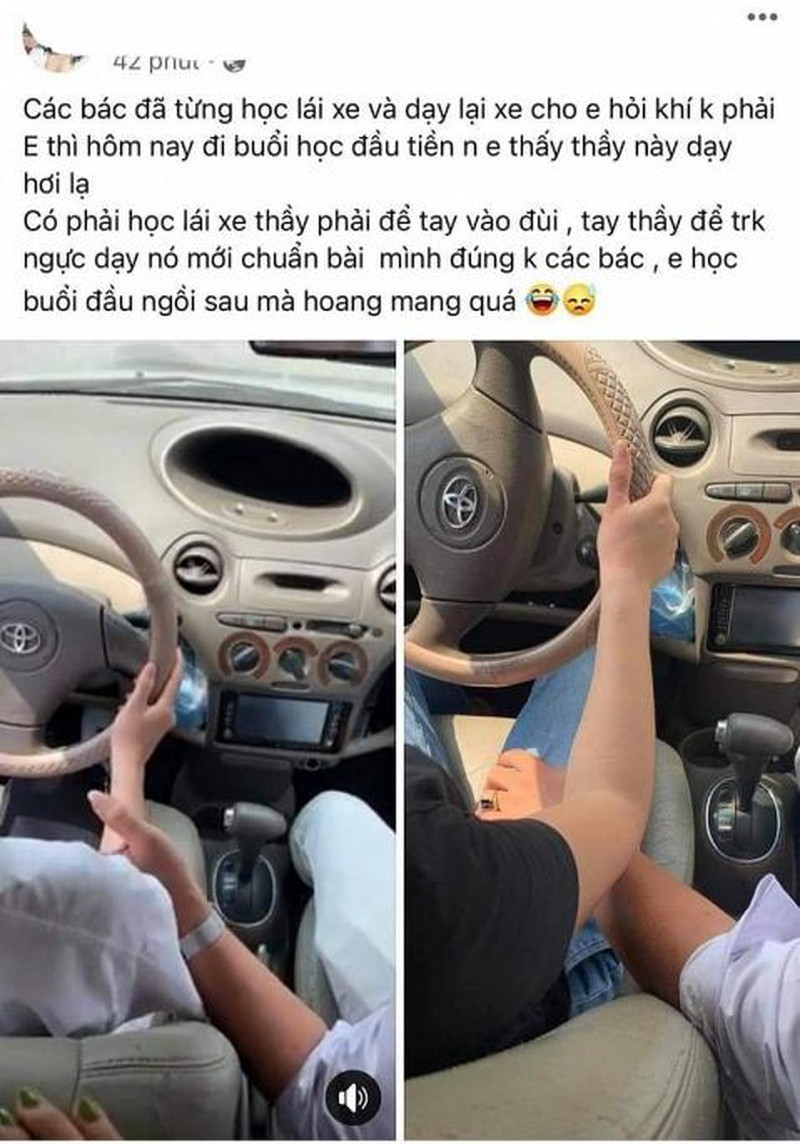 42 phút
Các bác đã từng học lái xe và dạy lại xe cho e hỏi khí k phải
E thì hôm nay đi buổi học đầu tiền n e thấy thầy này dạy
hơi lạ
Có phải học lái xe thầy phải để tay vào đùi , tay thầy để trk
ngực dạy nó mới chuẩn bài mình đúng k các bác , e học
buổi đầu ngồi sau mà hoang mang quá 😂😓